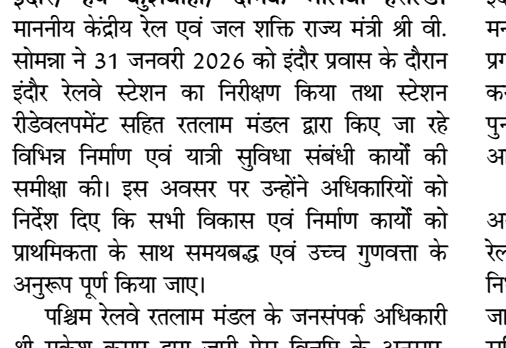 माननीय केंद्रीय रेल एवं जल शक्ति राज्य मंत्री श्री वी.
सोमन्ना ने 31 जनवरी 2026 को इंदौर प्रवास के दौरान
इंदौर रेलवे स्टेशन का निरीक्षण किया तथा स्टेशन
रीडेवलपमेंट सहित रतलाम मंडल द्वारा किए जा रहे
विभिन्न निर्माण एवं यात्री सुविधा संबंधी कार्यों की
समीक्षा की। इस अवसर पर उन्होंने अधिकारियों को
निर्देश दिए कि सभी विकास एवं निर्माण कार्यों को
प्राथमिकता के साथ समयबद्ध एवं उच्च गुणवत्ता के
अनुरूप पूर्ण किया जाए।
पश्चिम रेलवे रतलाम मंडल के जनसंपर्क अधिकारी